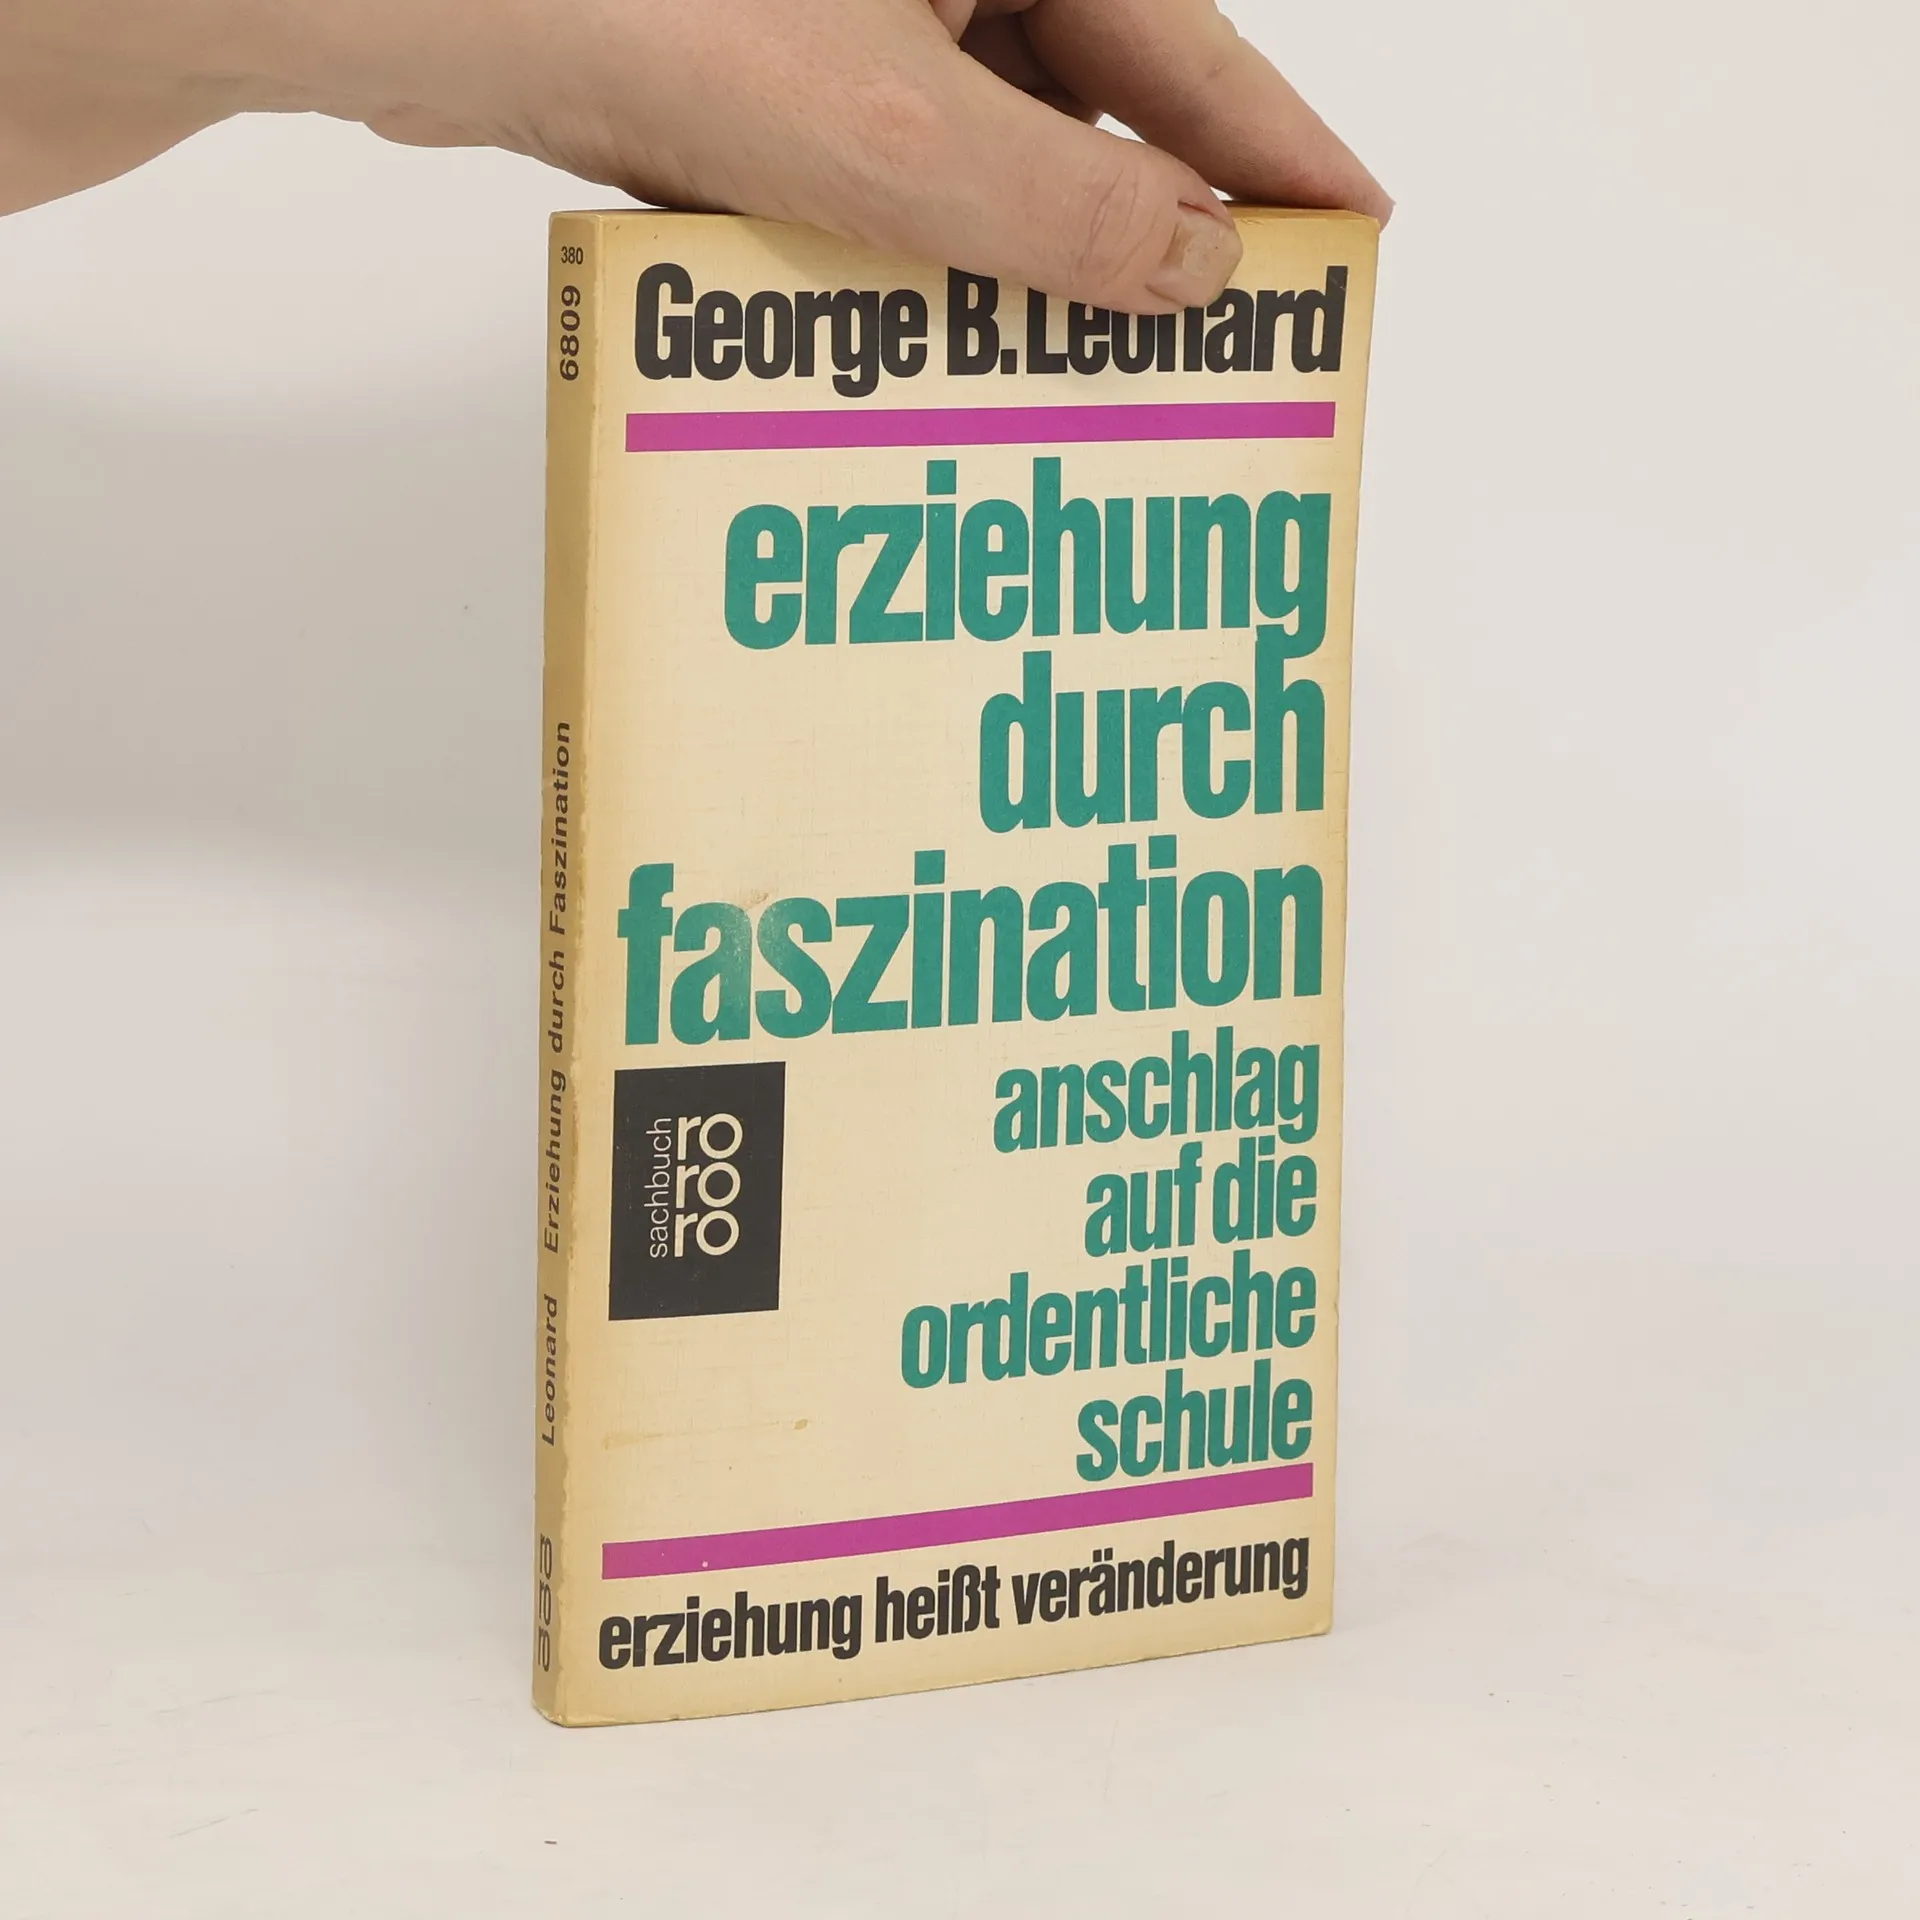 George B. Leonard
erziehung
durch
faszination
anschlag
auf die
ordentliche
schule
sachbuch
ro
ro
ro
erziehung heißt veränderung
380
6809
Leonard Erziehung durch Faszination